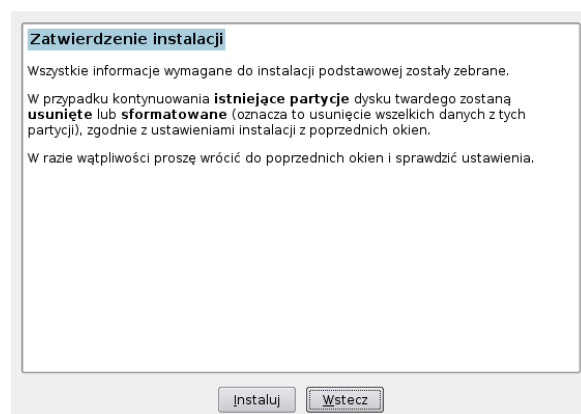 Zatwierdzenie instalacji
Wszystkie informacje wymagane do instalacji podstawowej zostały zebrane.
W przypadku kontynuowania istniejące partycje dysku twardego zostaną
usunięte lub sformatowane (oznacza to usunięcie wszelkich danych z tych
partycji), zgodnie z ustawieniami instalacji z poprzednich okien.
W razie wątpliwości proszę wrócić do poprzednich okien i sprawdzić ustawienia.
Instaluj
Wstecz